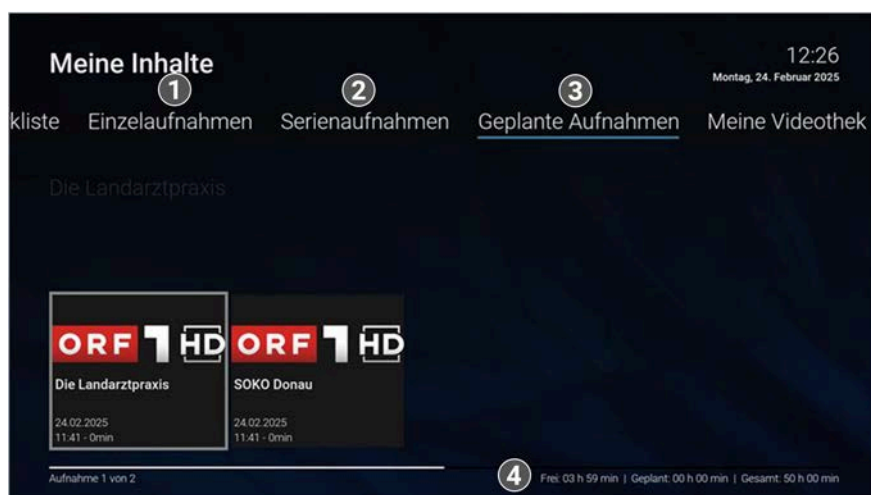 Meine Inhalte
12:26
Montag, 24. Februar 2025
1
2
3
kliste Einzelaufnahmen Serienaufnahmen Geplante Aufnahmen Meine Videothek
Die Landarztpraxis
ORF 1 HD ORF 1 HD
Die Landarztpraxis SOKO Donau
24.02.2025 24.02.2025
11:41 - 0min 11:41 - 0min
Aufnahme 1 von 2 4 Frei: 03 h 59 min | Geplant: 00 h 00 min | Gesamt: 50 h 00 min